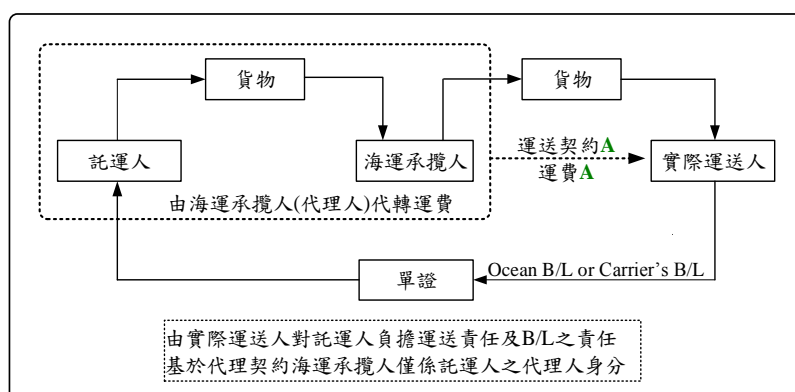 貨物
貨物
託運人
海運承攬人
運送契約A
運費A
實際運送人
由海運承攬人(代理人)代轉運費
單證
Ocean B/L or Carrier's B/L
由實際運送人對託運人負擔運送責任及B/L之責任
基於代理契約海運承攬人僅係託運人之代理人身分